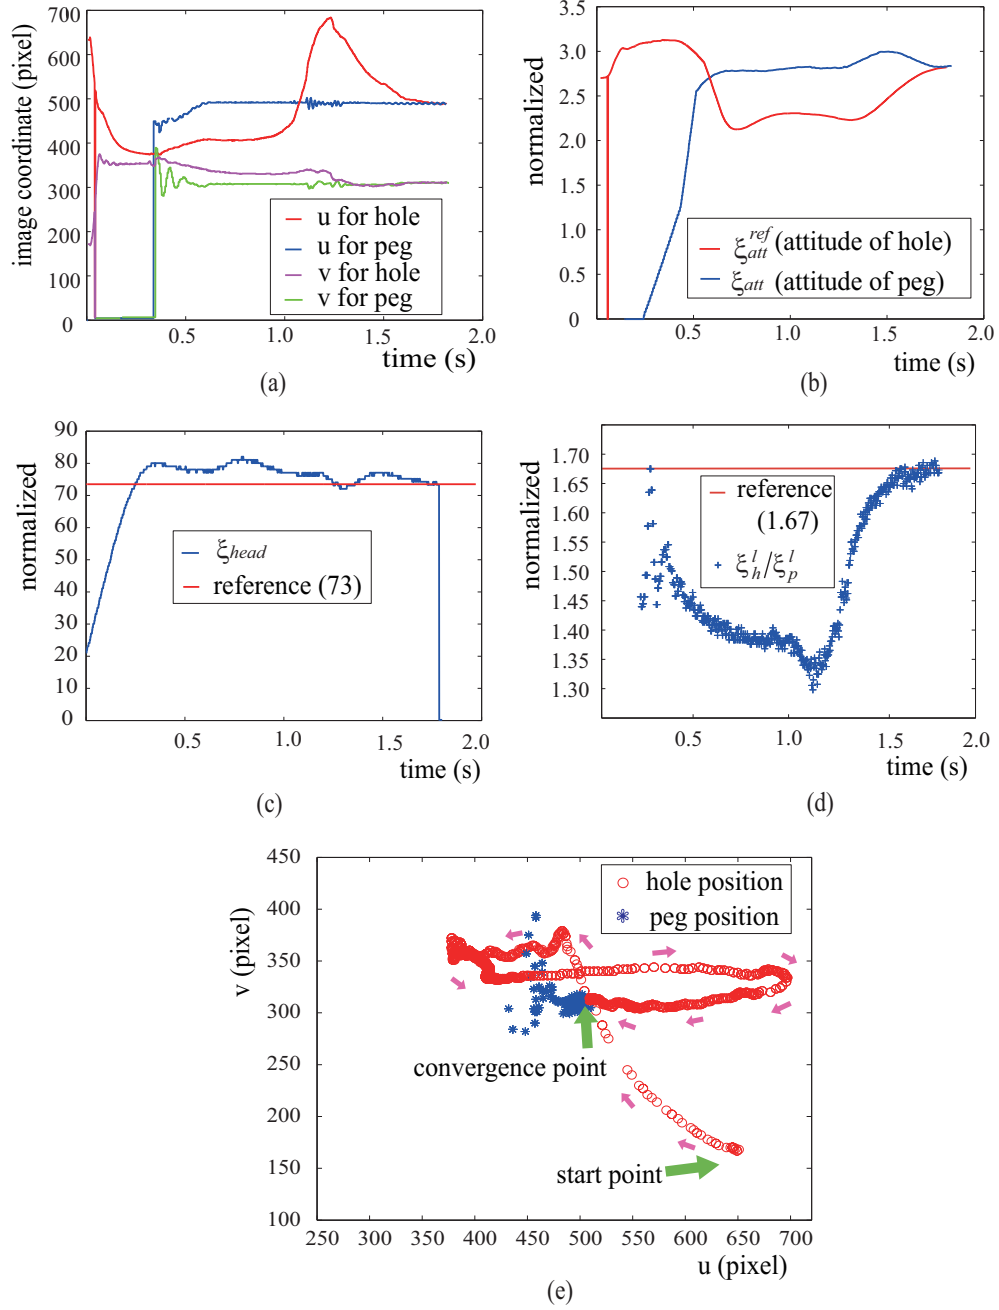 700
600
500
400
300
200
100
0
image coordinate (pixel)
u for hole
u for peg
v for hole
v for peg
0.5 1.0 1.5 2.0
time (s)
(a)
3.5
3.0
2.5
2.0
1.5
1.0
0.5
0
normalized
ξ_att^ref (attitude of hole)
ξ_att (attitude of peg)
0.5 1.0 1.5 2.0
time (s)
(b)
90
80
70
60
50
40
30
20
10
0
normalized
ξhead
reference (73)
0.5 1.0 1.5 2.0
time (s)
(c)
1.70
1.67
1.65
1.60
1.50
1.45
1.40
1.35
1.30
normalized
reference
(1.67)
ξ_h^l/ξ_p^l
0.5 1.0 1.5 2.0
time (s)
(d)
450
400
350
300
250
200
150
100
v (pixel)
hole position
peg position
convergence point
start point
250 300 350 400 450 500 550 600 650 700
u (pixel)
(e)